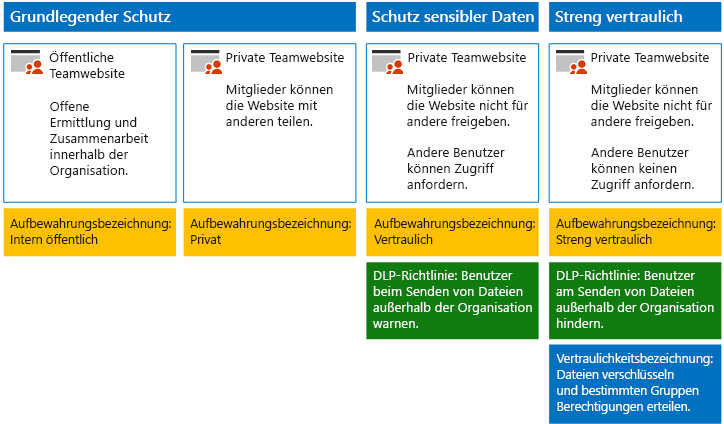 Grundlegender Schutz
Öffentliche
Teamwebsite
Offene
Ermittlung und
Zusammenarbeit
innerhalb der
Organisation.
Aufbewahrungsbezeichnung:
Intern öffentlich
Private Teamwebsite
Mitglieder können
die Website mit
anderen teilen.
Aufbewahrungsbezeichnung:
Privat
Schutz sensibler Daten
Private Teamwebsite
Mitglieder können
die Website nicht für
andere freigeben.
Andere Benutzer
können Zugriff
anfordern.
Aufbewahrungsbezeichnung:
Vertraulich
DLP-Richtlinie: Benutzer
beim Senden von Dateien
außerhalb der Organisation
warnen.
Streng vertraulich
Private Teamwebsite
Mitglieder können
die Website nicht für
andere freigeben.
Andere Benutzer
können keinen
Zugriff anfordern.
Aufbewahrungsbezeichnung:
Streng vertraulich
DLP-Richtlinie: Benutzer
am Senden von Dateien
außerhalb der Organisation
hindern.
Vertraulichkeitsbezeichnung:
Dateien verschlüsseln
und bestimmten Gruppen
Berechtigungen erteilen.